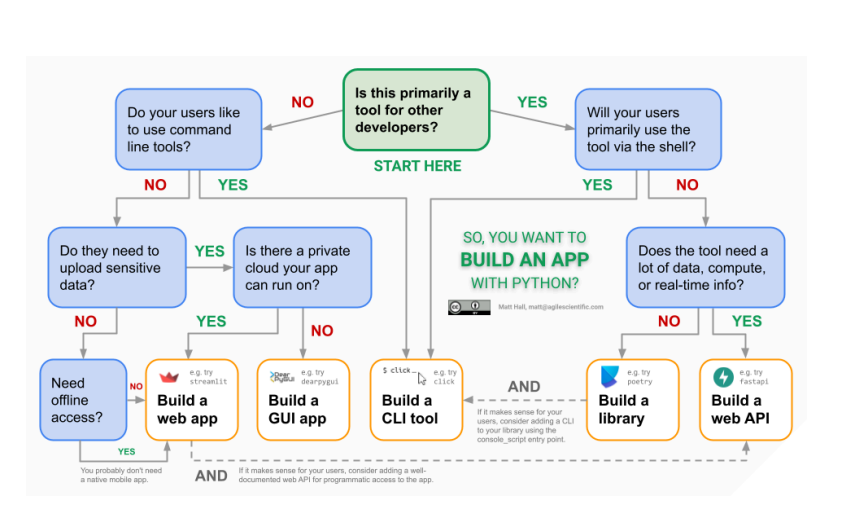 Is this primarily a
tool for other
developers?
START HERE
NO
YES
Do your users like
to use command
line tools?
Will your users
primarily use the
tool via the shell?
NO
YES
YES
NO
Do they need to
upload sensitive
data?
YES
Is there a private
cloud your app
can run on?
SO, YOU WANT TO
BUILD AN APP
WITH PYTHON?
cc
BY
Matt Hall, matt@agilescientific.com
Does the tool need a
lot of data, compute,
or real-time info?
NO
YES
NO
NO
YES
Need
offline
access?
NO
YES
You probably don't need
a native mobile app.
e.g. try
streamlit
Build a
web app
Dear
PyGui
e.g. try
dearpygui
Build a
GUI app
$ click_
e.g. try
click
Build a
CLI tool
AND
If it makes sense for your
users, consider adding a CLI
to your library using the
console_script entry point.
e.g. try
poetry
Build a
library
e.g. try
fastapi
Build a
web API
AND
If it makes sense for your users, consider adding a well-
documented web API for programmatic access to the app.